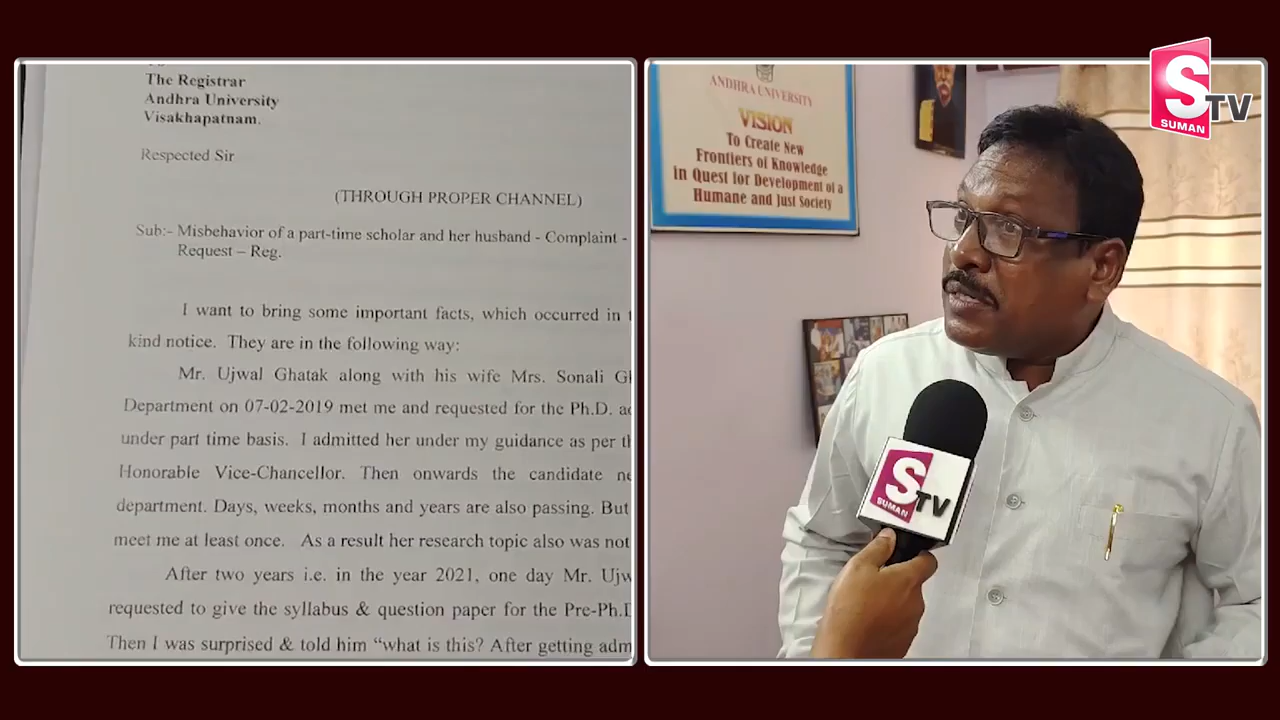 The Registrar
Andhra University
Visakhapatnam.
Respected Sir
(THROUGH PROPER CHANNEL)
Sub:- Misbehavior of a part-time scholar and her husband - Complaint -
Request – Reg.
I want to bring some important facts, which occurred in
kind notice. They are in the following way:
Mr. Ujwal Ghatak along with his wife Mrs. Sonali
Department on 07-02-2019 met me and requested for the Ph.D.
under part time basis. I admitted her under my guidance as per
Honorable Vice-Chancellor. Then onwards the candidate
department. Days, weeks, months and years are also passing. But
meet me at least once. As a result her research topic also was not
After two years i.e. in the year 2021, one day Mr.
requested to give the syllabus & question paper for the
Then I was surprised & told him “what is this? After getting
ANDHRA UNIVERSITY
VISION
To Create New
Frontiers of Knowledge
in Quest for Development of a
Humane and Just Society
S TV
SUMAN
S TV
SUMAN